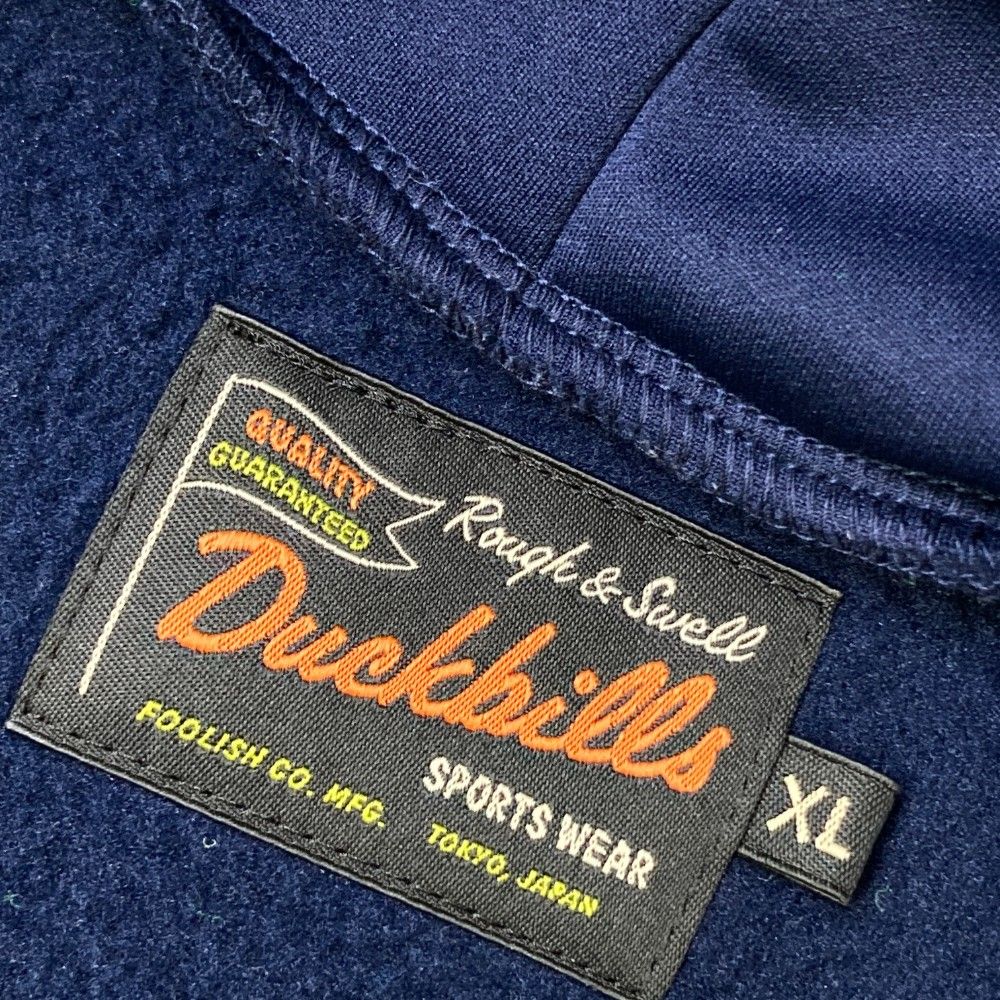 QUALITY
GUARANTEED
Rough & Swell
Duckbills
SPORTS WEAR
FOOLISH CO. MFG. TOKYO, JAPAN
XL